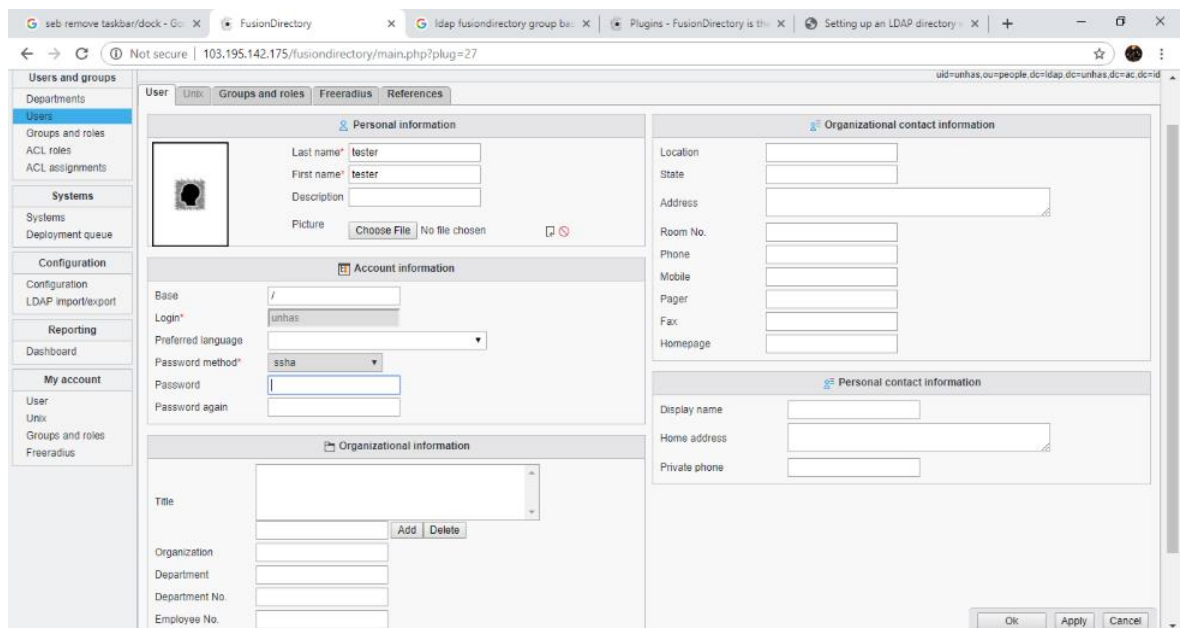 seb remove taskbar/dock - Go
FusionDirectory
ldap fusiondirectory group ba
Plugins - FusionDirectory is th
Setting up an LDAP directory
Not secure | 103.195.142.175/fusiondirectory/main.php?plug=27
uid=unhas,ou=people,dc=ldap,dc=unhas,dc=ac,dc=id
Users and groups
Departments
Users
Groups and roles
ACL roles
ACL assignments
Systems
Systems
Deployment queue
Configuration
Configuration
LDAP import/export
Reporting
Dashboard
My account
User
Unix
Groups and roles
Freeradius
User Unix Groups and roles Freeradius References
Personal information
Last name* tester
First name* tester
Description
Picture Choose File No file chosen
Account information
Base /
Login* unhas
Preferred language
Password method* ssha
Password
Password again
Organizational information
Title
Add Delete
Organization
Department
Department No.
Employee No.
Organizational contact information
Location
State
Address
Room No.
Phone
Mobile
Pager
Fax
Homepage
Personal contact information
Display name
Home address
Private phone
Ok Apply Cancel